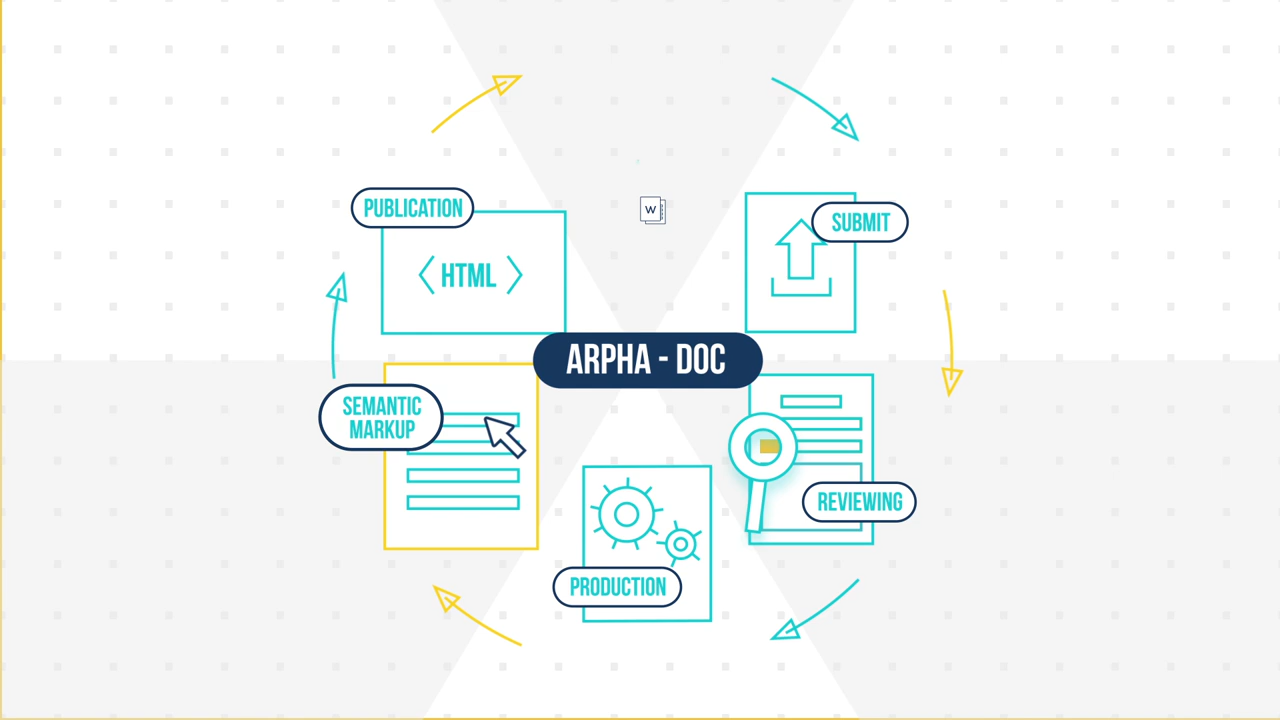 PUBLICATION
<HTML>
W
SUBMIT
ARPHA - DOC
SEMANTIC
MARKUP
REVIEWING
PRODUCTION